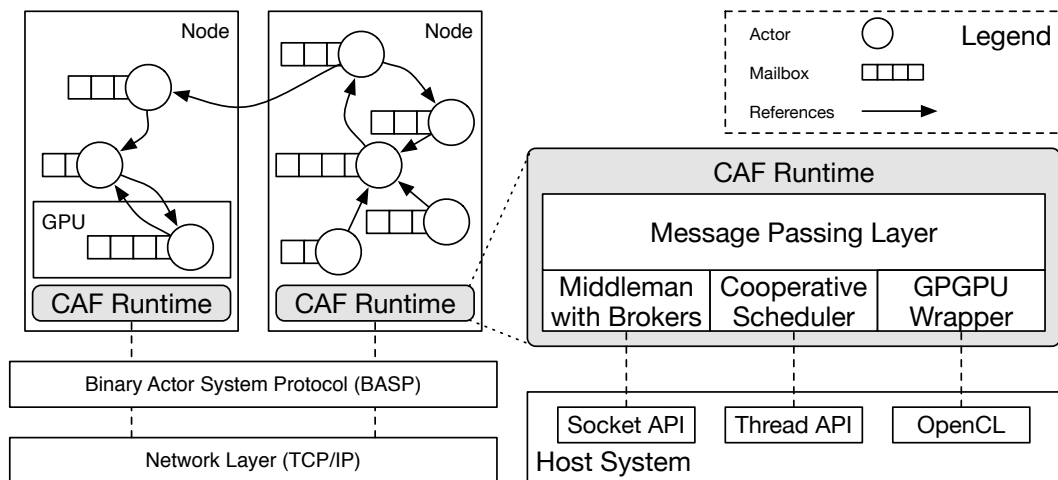 Node
GPU
CAF Runtime
Node
CAF Runtime
Binary Actor System Protocol (BASP)
Network Layer (TCP/IP)
Legend
Actor
Mailbox
References
CAF Runtime
Message Passing Layer
Middleman
with Brokers
Cooperative
Scheduler
GPGPU
Wrapper
Socket API
Thread API
OpenCL
Host System